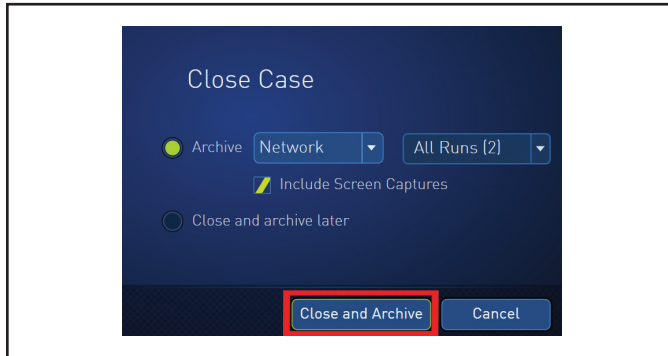 Close Case
Archive Network All Runs (2)
Include Screen Captures
Close and archive later
Close and Archive Cancel